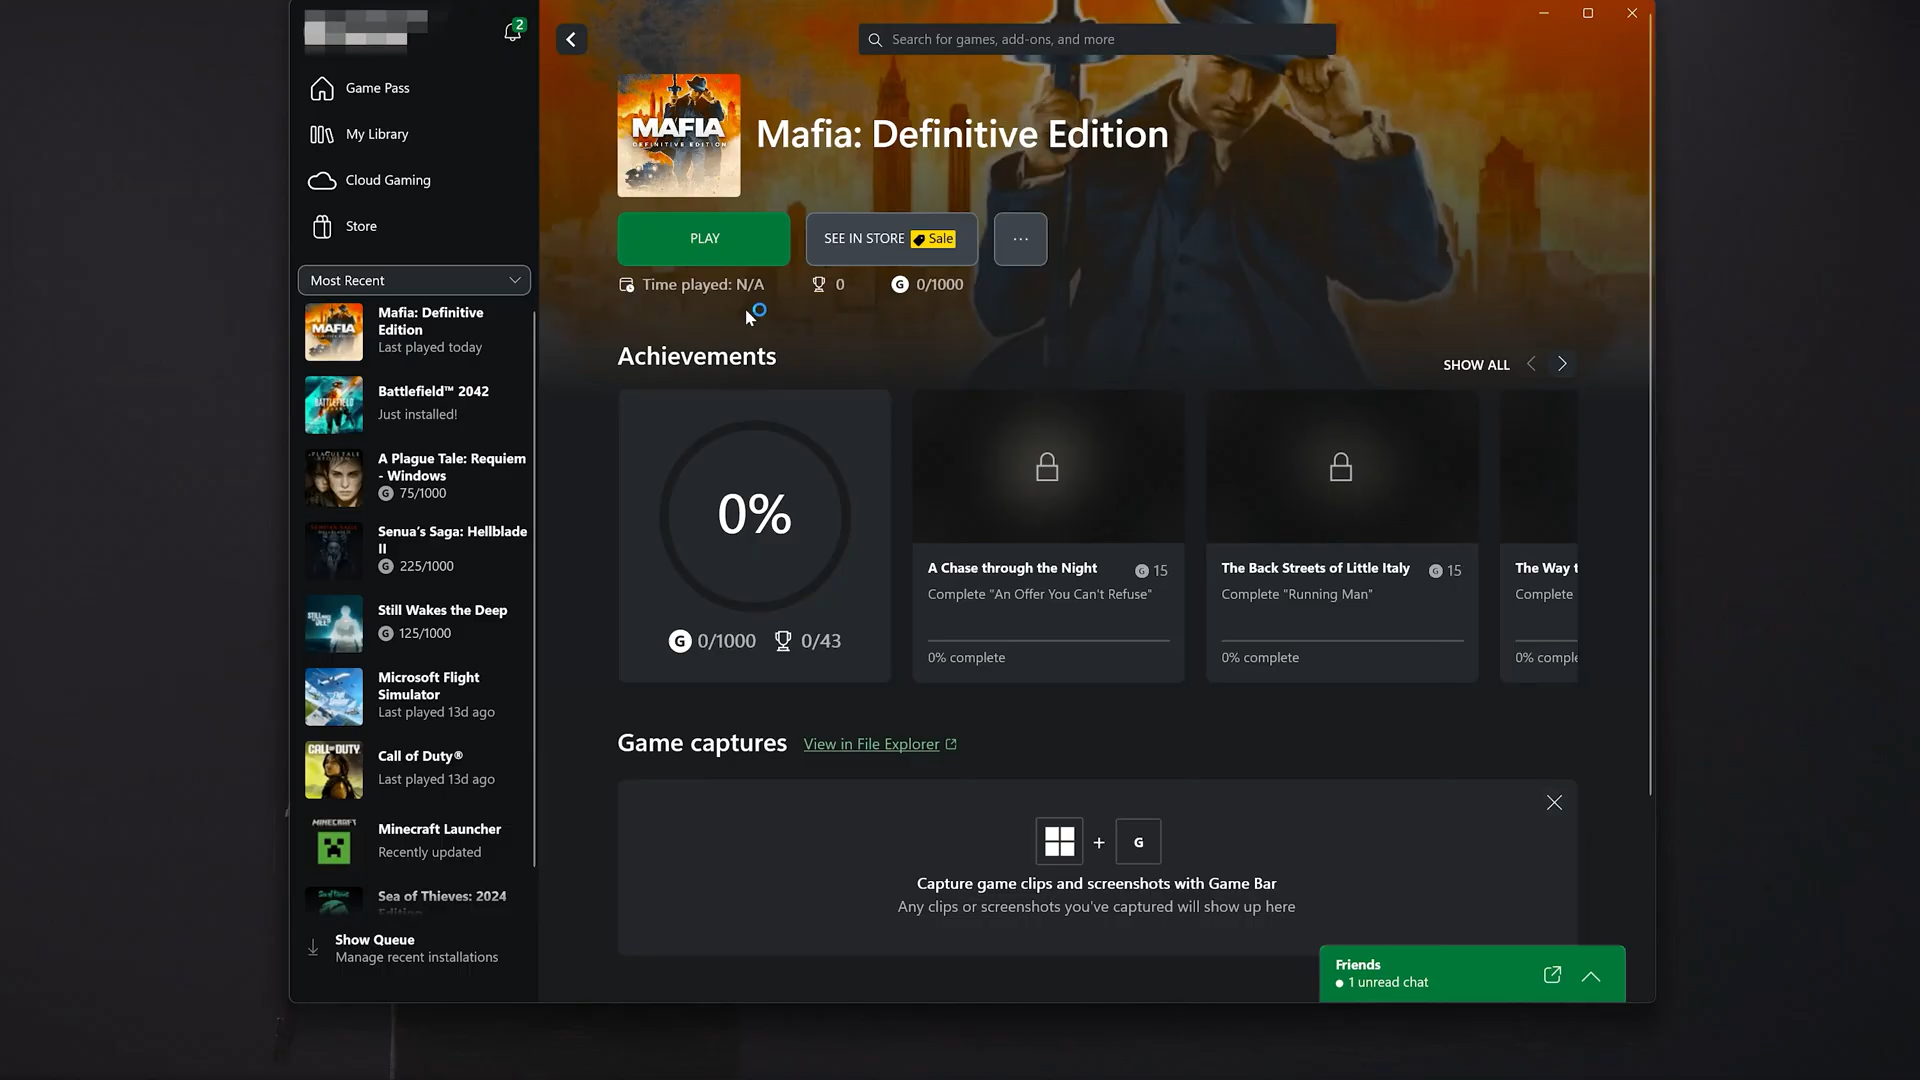 2
Search for games, add-ons, and more
Game Pass
My Library
Cloud Gaming
Store
Most Recent
MAFIA
Mafia: Definitive
Edition
Last played today
Battlefield™ 2042
Just installed!
A Plague Tale: Requiem
- Windows
G 75/1000
Senua's Saga: Hellblade
II
G 225/1000
Still Wakes the Deep
G 125/1000
Microsoft Flight
Simulator
Last played 13d ago
CALL OF DUTY
Call of Duty®
Last played 13d ago
MINECRAFT
Minecraft Launcher
Recently updated
Sea of Thieves: 2024
Edition
Show Queue
Manage recent installations
MAFIA
DEFINITIVE EDITION
Mafia: Definitive Edition
PLAY
SEE IN STORE Sale
...
Time played: N/A 0 G 0/1000
Achievements
SHOW ALL
0%
G 0/1000 0/43
A Chase through the Night G 15
Complete "An Offer You Can't Refuse"
0% complete
The Back Streets of Little Italy G 15
Complete "Running Man"
0% complete
The Way
Complete
0% comple
Game captures View in File Explorer
+ G
Capture game clips and screenshots with Game Bar
Any clips or screenshots you've captured will show up here
Friends
1 unread chat